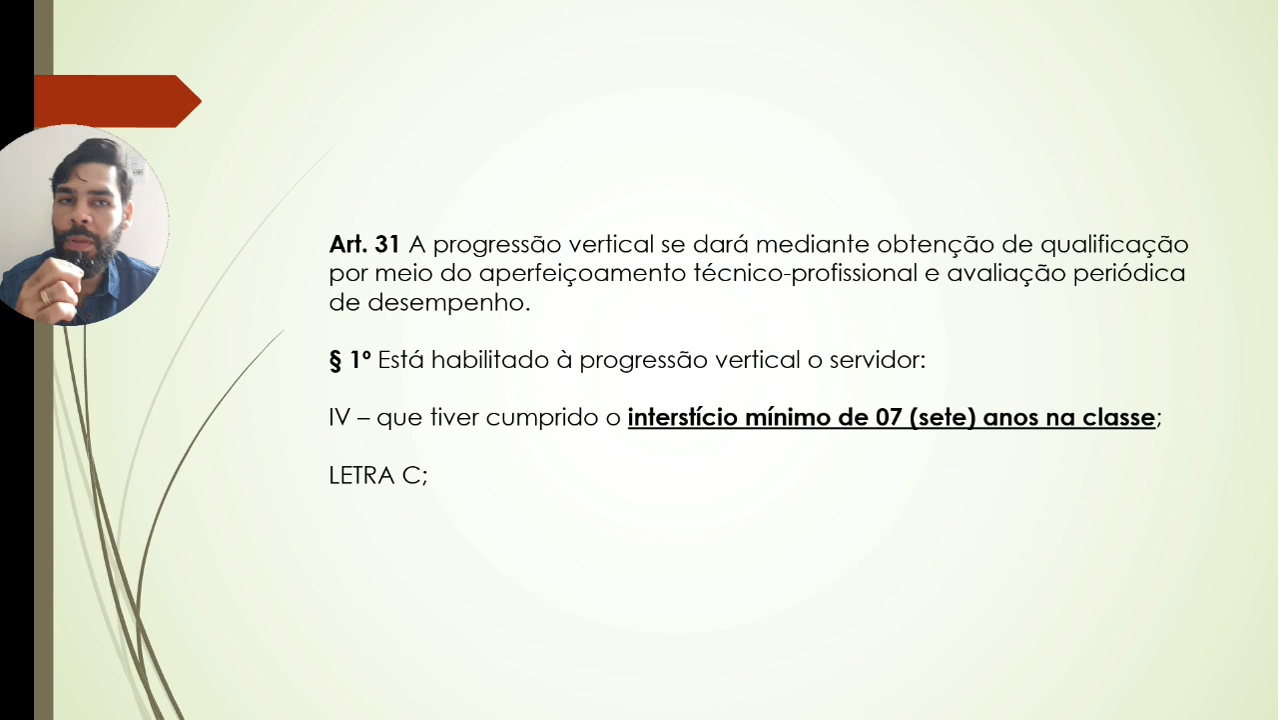 Art. 31 A progressão vertical se dará mediante obtenção de qualificação
por meio do aperfeiçoamento técnico-profissional e avaliação periódica
de desempenho.
§ 1º Está habilitado à progressão vertical o servidor:
IV – que tiver cumprido o interstício mínimo de 07 (sete) anos na classe;
LETRA C;